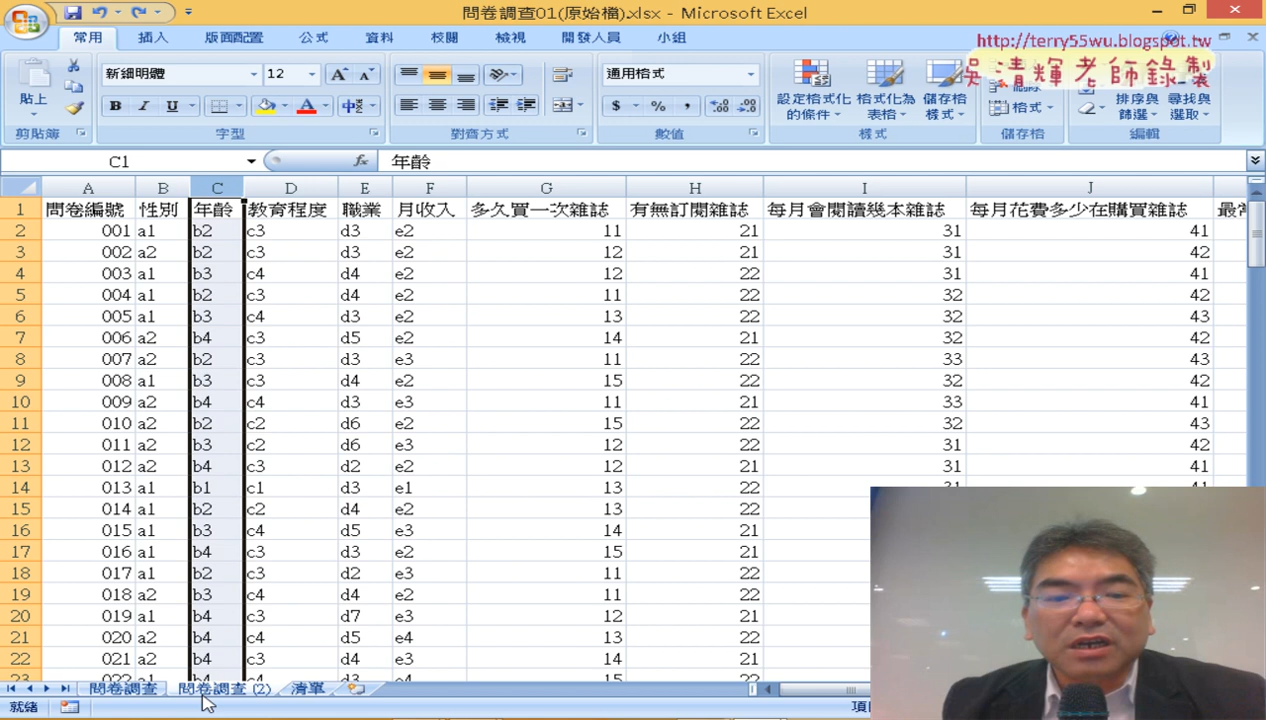 問卷調查01(原始檔).xlsx - Microsoft Excel
常用 插入 版面配置 公式 資料 校閱 檢視 開發人員 小組
http://terry55wu.blogspot.tw
吳清輝老師錄製
貼上 新細明體 12 A A 通用格式
B I U 中 $ % , .00
設定格式化的條件 格式化為表格 儲存格樣式 格式 排序與篩選 尋找與選取
剪貼簿 字型 對齊方式 數值 樣式 儲存格 編輯
C1 fx 年齡
A B C D E F G H I J
1 問卷編號 性別 年齡 教育程度 職業 月收入 多久買一次雜誌 有無訂閱雜誌 每月會閱讀幾本雜誌 每月花費多少在購買雜誌
2 001 a1 b2 c3 d3 e2 11 21 31 41
3 002 a2 b2 c3 d3 e2 12 21 31 42
4 003 a1 b3 c4 d4 e2 12 22 31 41
5 004 a1 b2 c3 d4 e2 11 22 32 42
6 005 a1 b3 c4 d3 e2 13 22 32 43
7 006 a2 b4 c3 d5 e2 14 21 32 42
8 007 a2 b2 c3 d3 e3 11 22 33 43
9 008 a1 b3 c3 d4 e2 15 22 32 42
10 009 a2 b4 c4 d3 e3 11 21 33 41
11 010 a2 b2 c2 d6 e2 15 22 32 43
12 011 a2 b3 c2 d6 e3 12 22 31 42
13 012 a2 b4 c3 d2 e2 12 21 31 41
14 013 a1 b1 c1 d3 e1 13 22
15 014 a1 b2 c2 d4 e2 13 22
16 015 a1 b3 c4 d5 e3 14 21
17 016 a1 b4 c3 d3 e2 15 21
18 017 a1 b2 c3 d2 e3 11 22
19 018 a2 b3 c4 d4 e2 11 22
20 019 a1 b4 c3 d7 e3 12 21
21 020 a2 b4 c4 d5 e4 13 21
22 021 a2 b4 c3 d4 e3 14 21
23
問卷調查 問卷調查 (2) 清單
就緒